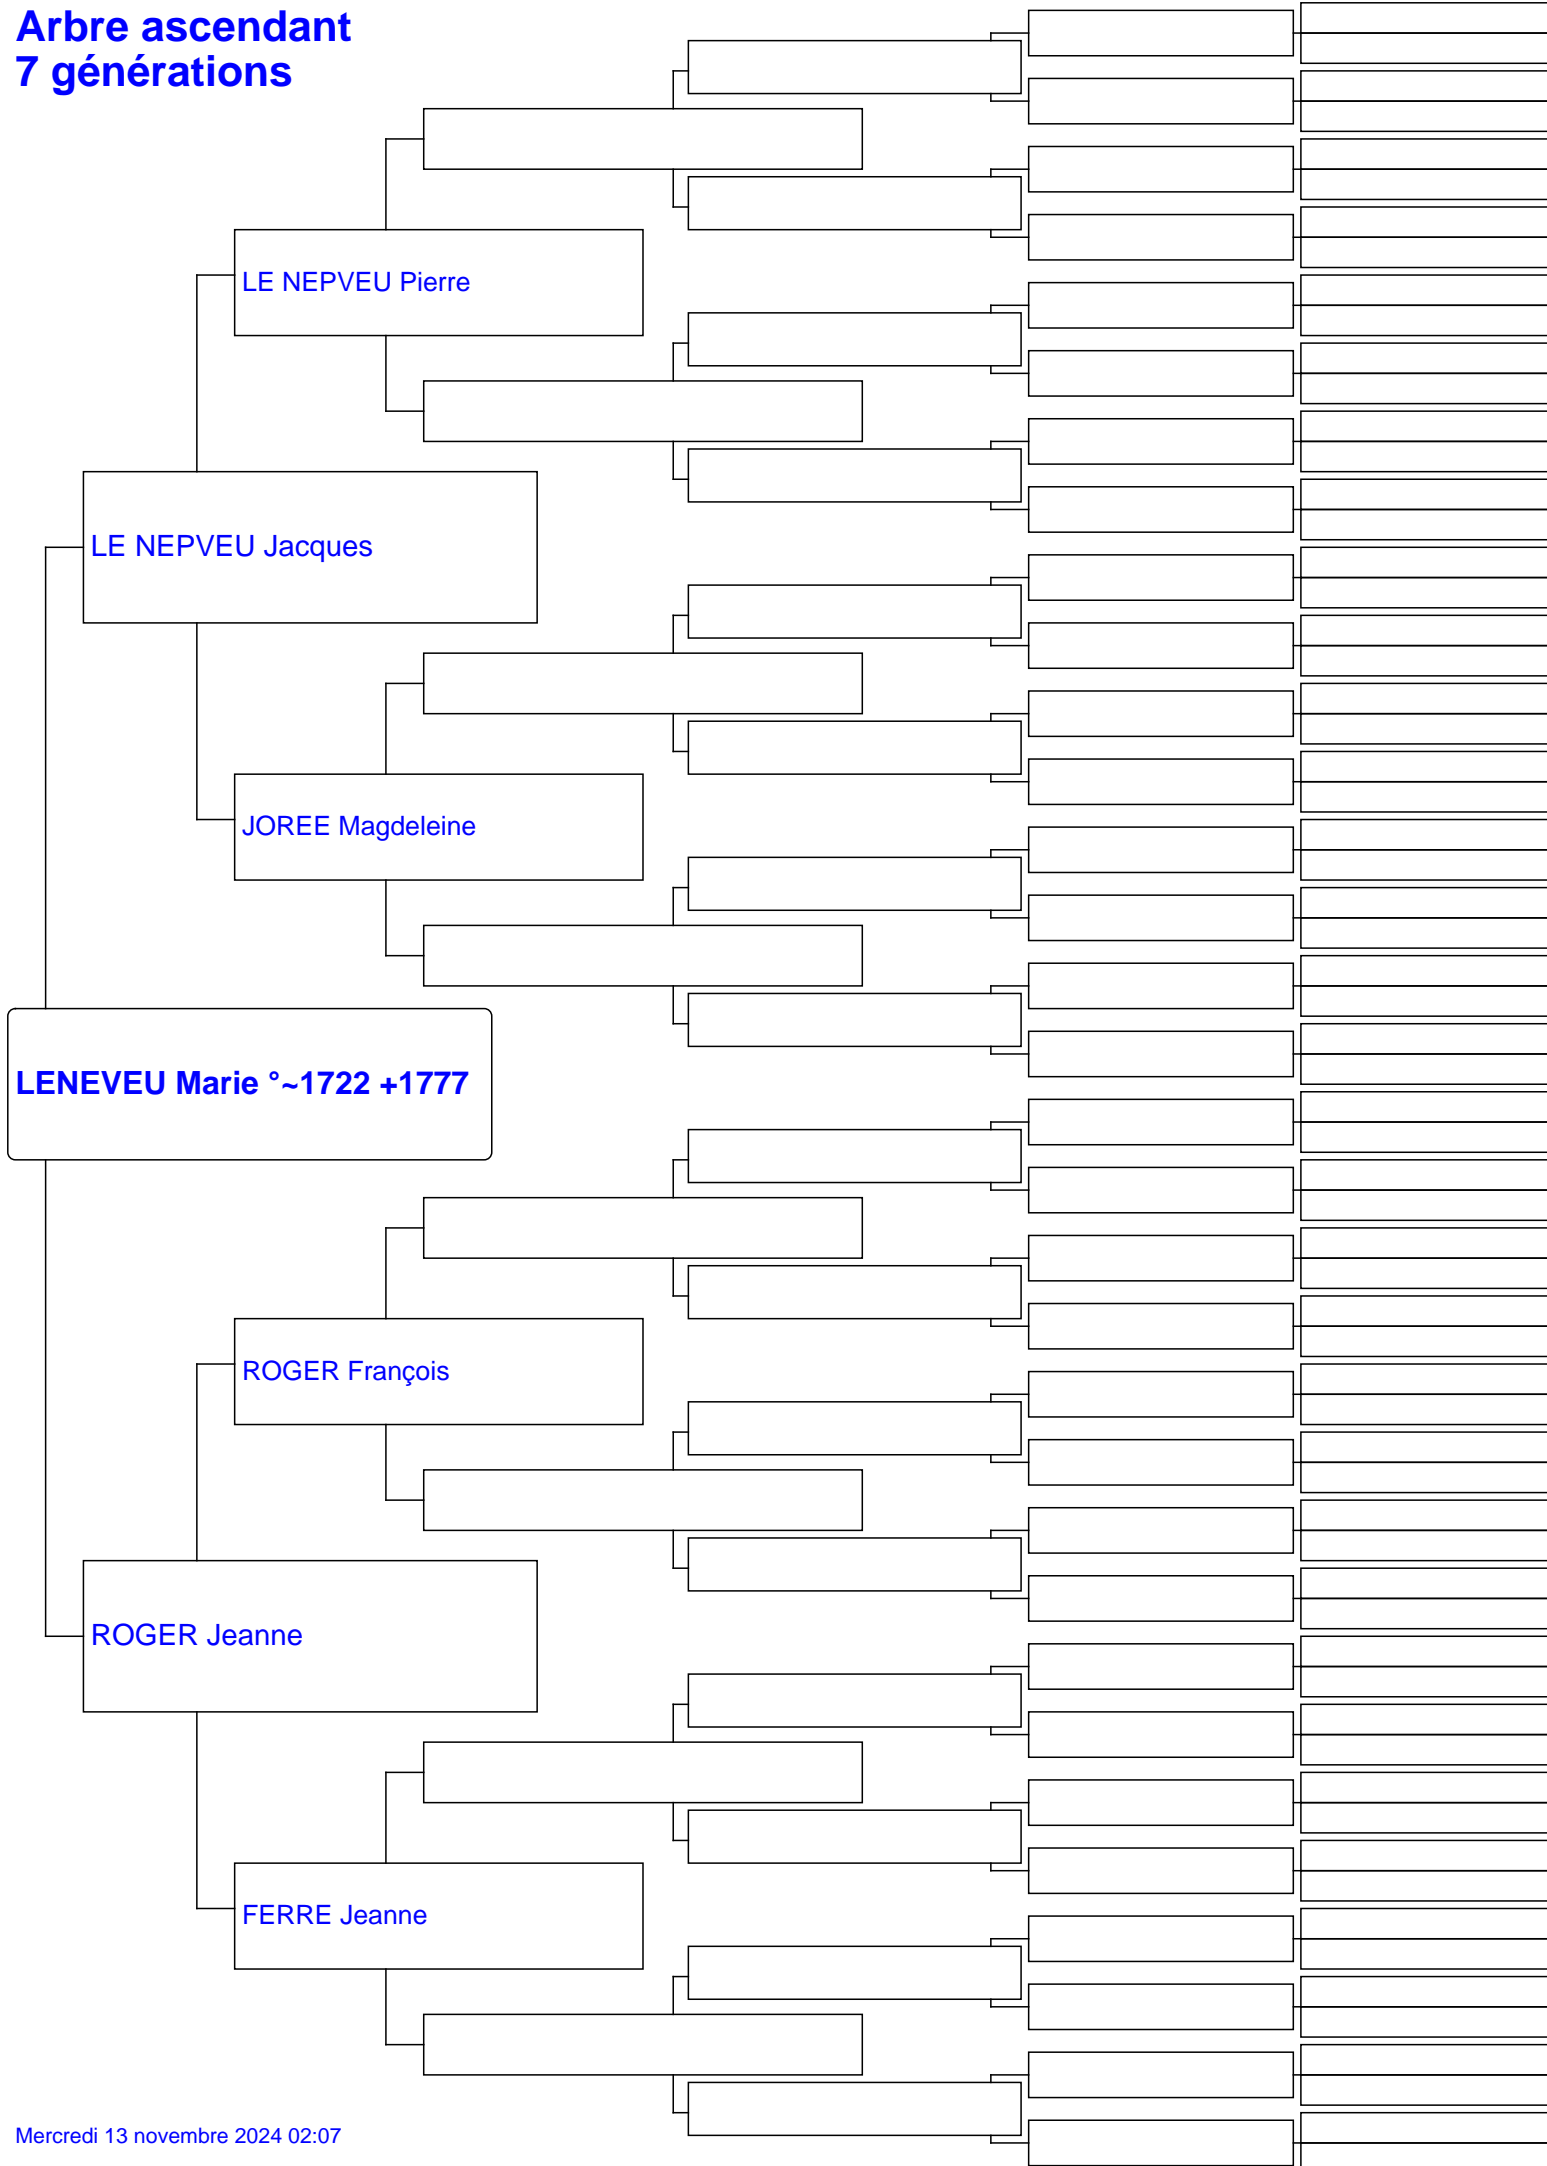 Arbre ascendant
7 générations
LE NEPVEU Pierre
LE NEPVEU Jacques
JOREE Magdeleine
LENEVEU Marie °~1722 +1777
ROGER François
ROGER Jeanne
FERRE Jeanne
Mercredi 13 novembre 2024 02:07